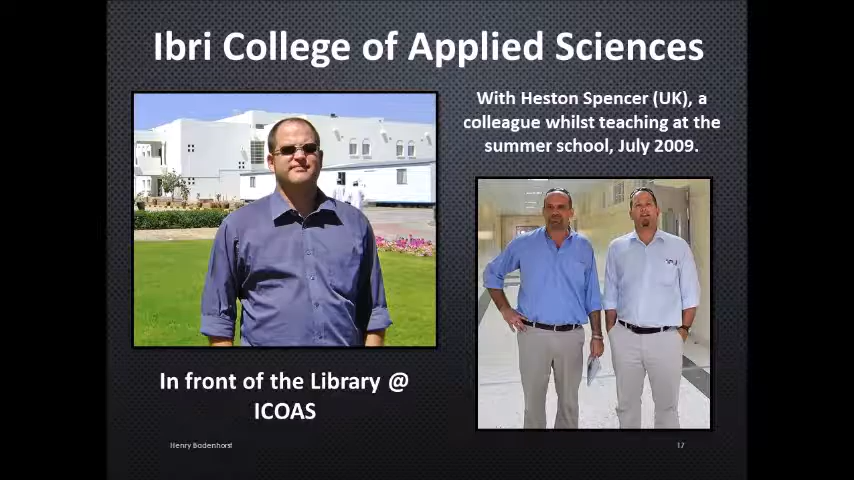 Ibri College of Applied Sciences
With Heston Spencer (UK), a
colleague whilst teaching at the
summer school, July 2009.
In front of the Library @
ICOAS
Henry Badenhorst
17